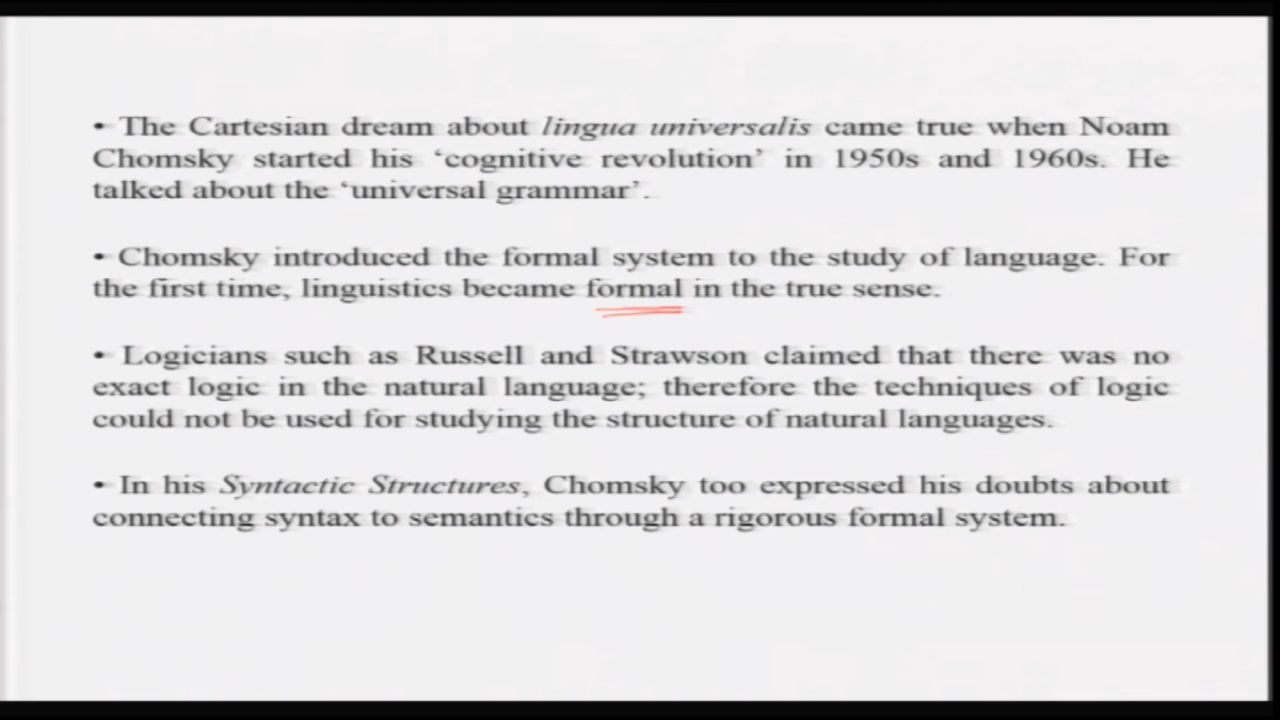 • The Cartesian dream about lingua universalis came true when Noam
Chomsky started his ‘cognitive revolution’ in 1950s and 1960s. He
talked about the ‘universal grammar’.
• Chomsky introduced the formal system to the study of language. For
the first time, linguistics became formal in the true sense.
• Logicians such as Russell and Strawson claimed that there was no
exact logic in the natural language; therefore the techniques of logic
could not be used for studying the structure of natural languages.
• In his Syntactic Structures, Chomsky too expressed his doubts about
connecting syntax to semantics through a rigorous formal system.